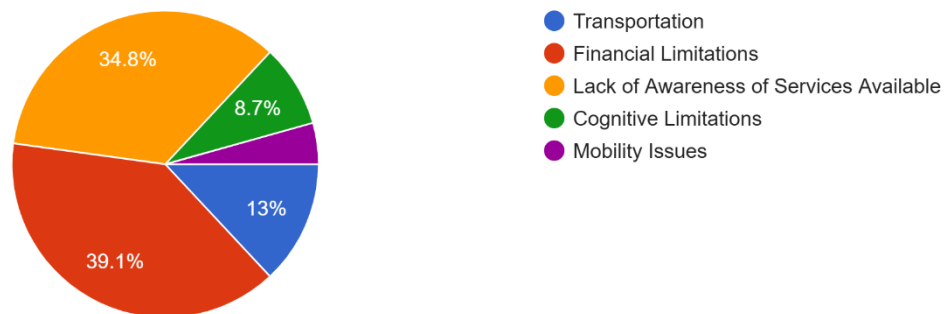 34.8%
8.7%
13%
39.1%
Transportation
Financial Limitations
Lack of Awareness of Services Available
Cognitive Limitations
Mobility Issues